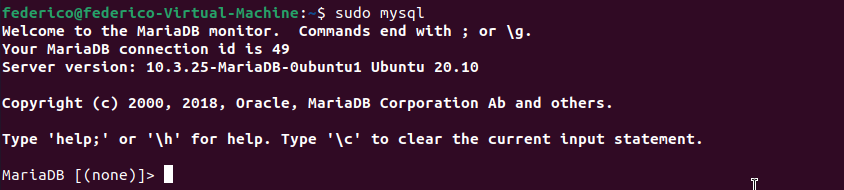 federico@federico-Virtual-Machine:~$ sudo mysql
Welcome to the MariaDB monitor.  Commands end with ; or \g.
Your MariaDB connection id is 49
Server version: 10.3.25-MariaDB-0ubuntu1 Ubuntu 20.10

Copyright (c) 2000, 2018, Oracle, MariaDB Corporation Ab and others.

Type 'help;' or '\h' for help. Type '\c' to clear the current input statement.

MariaDB [(none)]>